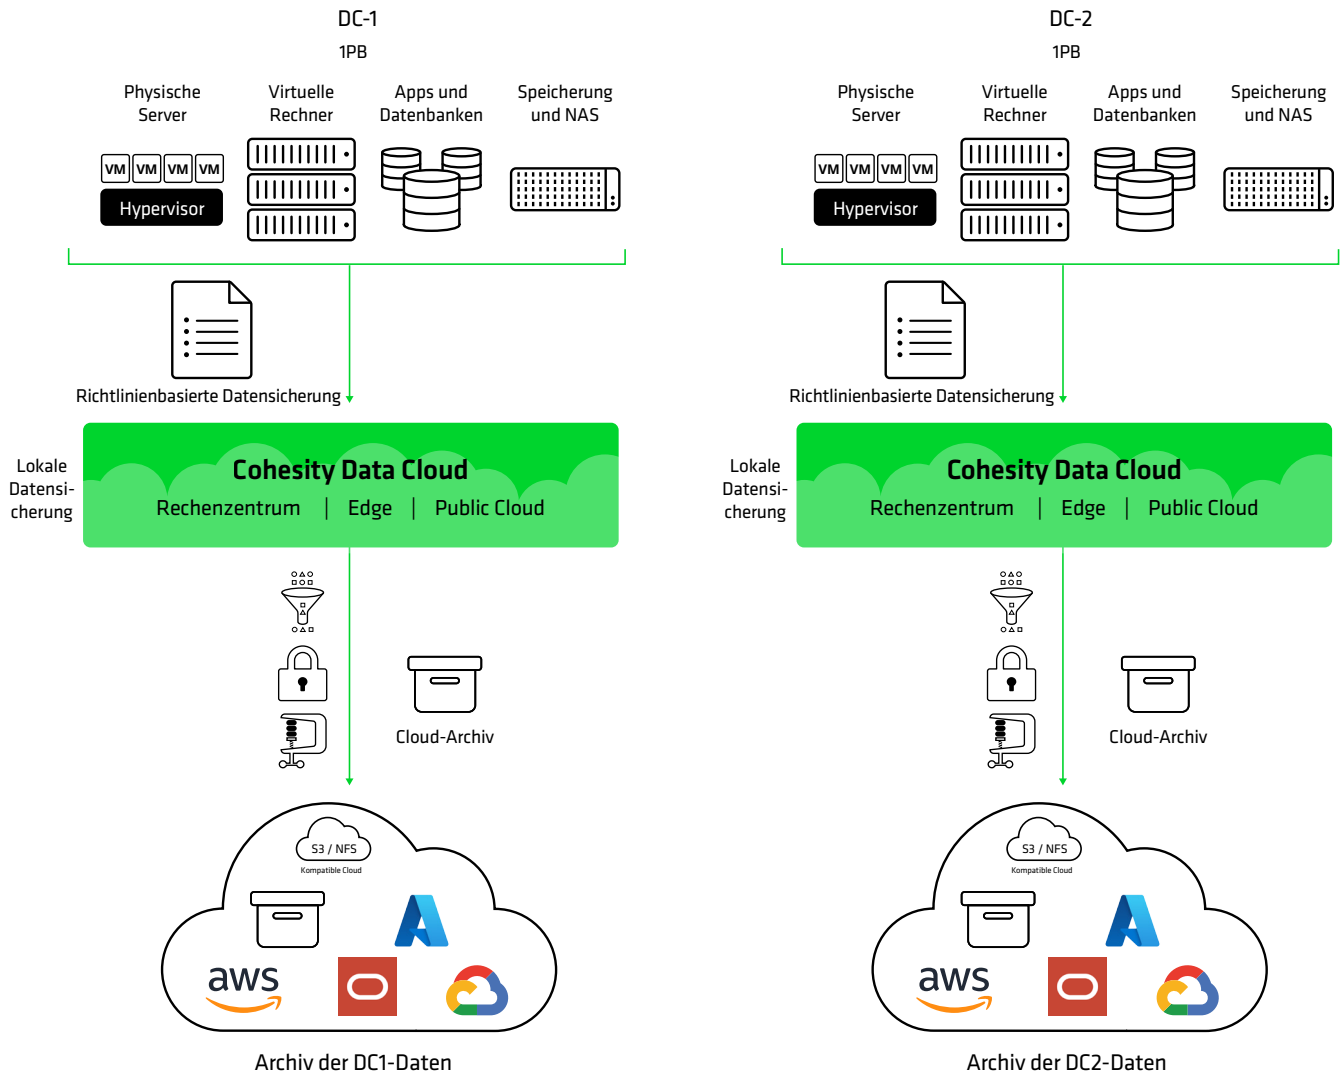 DC-1
1PB
Physische
Server
Virtuelle
Rechner
Apps und
Datenbanken
Speicherung
und NAS
VM VM VM VM
Hypervisor
Richtlinienbasierte Datensicherung
Lokale
Datensi-
cherung
Cohesity Data Cloud
Rechenzentrum | Edge | Public Cloud
Cloud-Archiv
S3 / NFS
Kompatible Cloud
aws
Archiv der DC1-Daten
DC-2
1PB
Physische
Server
Virtuelle
Rechner
Apps und
Datenbanken
Speicherung
und NAS
VM VM VM VM
Hypervisor
Richtlinienbasierte Datensicherung
Lokale
Datensi-
cherung
Cohesity Data Cloud
Rechenzentrum | Edge | Public Cloud
Cloud-Archiv
S3 / NFS
Kompatible Cloud
aws
Archiv der DC2-Daten